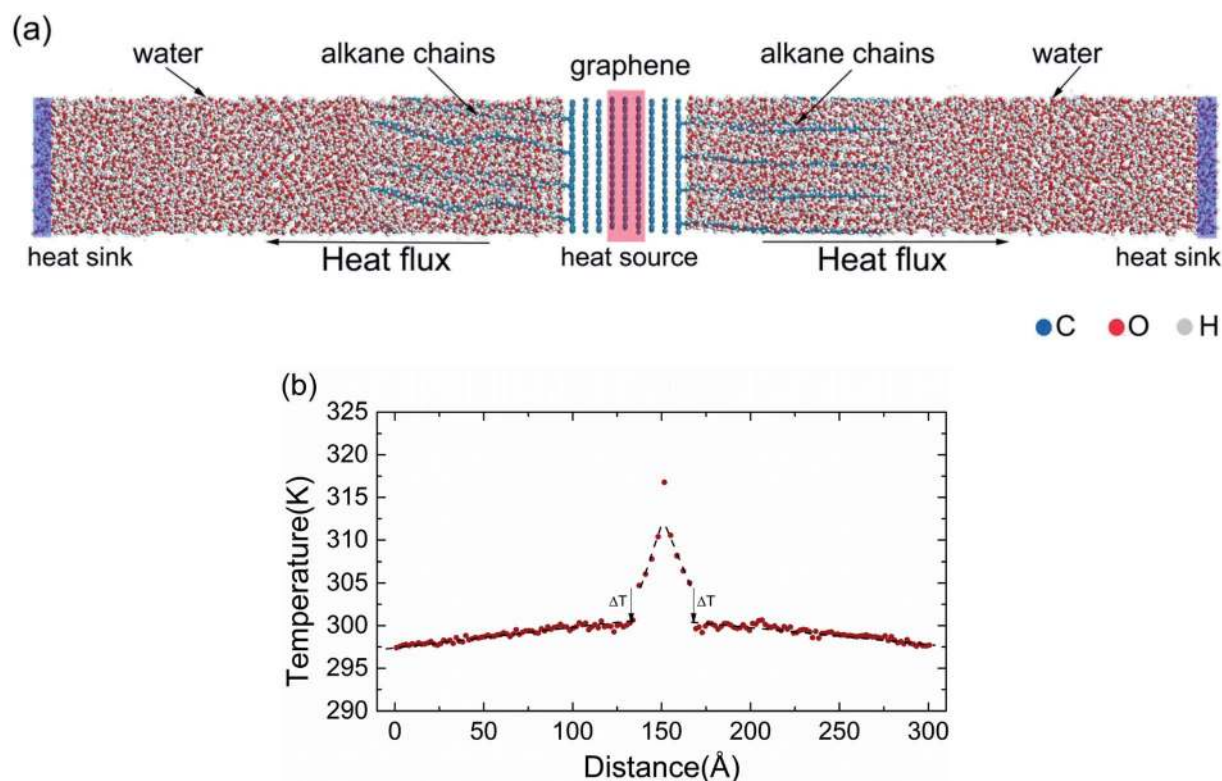 (a)
water
alkane chains
graphene
alkane chains
water
heat sink
Heat flux
heat source
Heat flux
heat sink
C O H
(b)
325
320
315
310
305
300
295
290
Temperature(K)
ΔT
ΔT
0 50 100 150 200 250 300
Distance(Å)